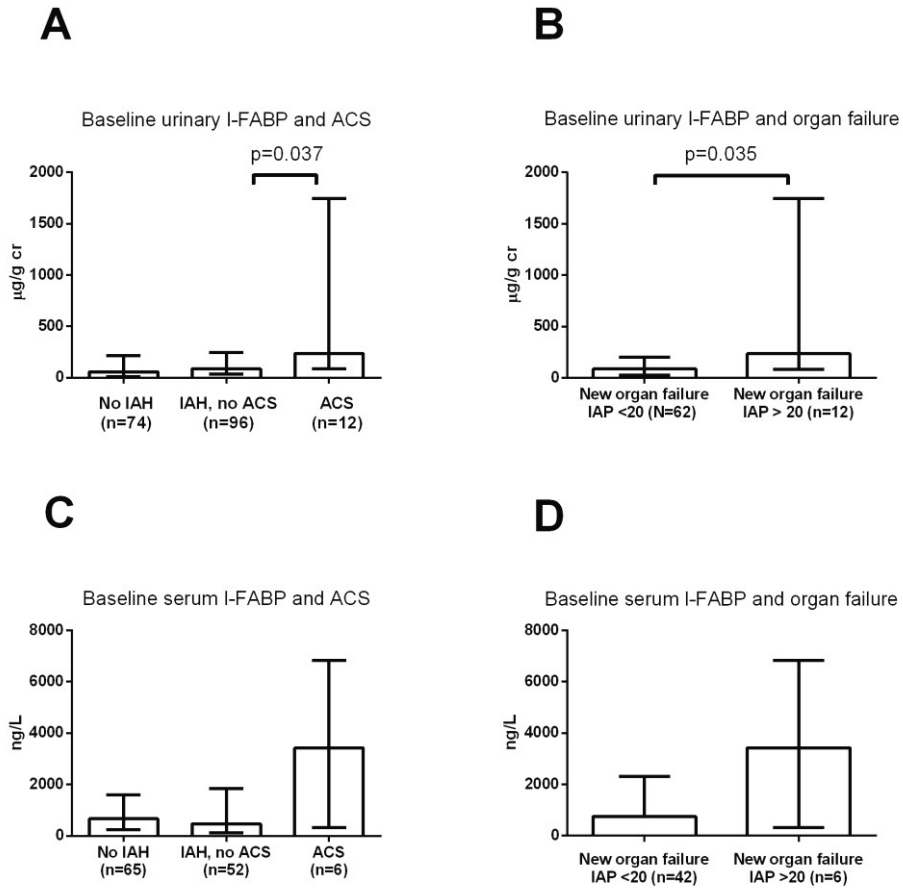 A
Baseline urinary I-FABP and ACS
p=0.037
2000
1500
1000
500
0
µg/g cr
No IAH
(n=74)
IAH, no ACS
(n=96)
ACS
(n=12)
B
Baseline urinary I-FABP and organ failure
p=0.035
2000
1500
1000
500
0
µg/g cr
New organ failure
IAP <20 (N=62)
New organ failure
IAP > 20 (n=12)
C
Baseline serum I-FABP and ACS
8000
6000
4000
2000
0
ng/L
No IAH
(n=65)
IAH, no ACS
(n=52)
ACS
(n=6)
D
Baseline serum I-FABP and organ failure
8000
6000
4000
2000
0
ng/L
New organ failure
IAP <20 (n=42)
New organ failure
IAP >20 (n=6)